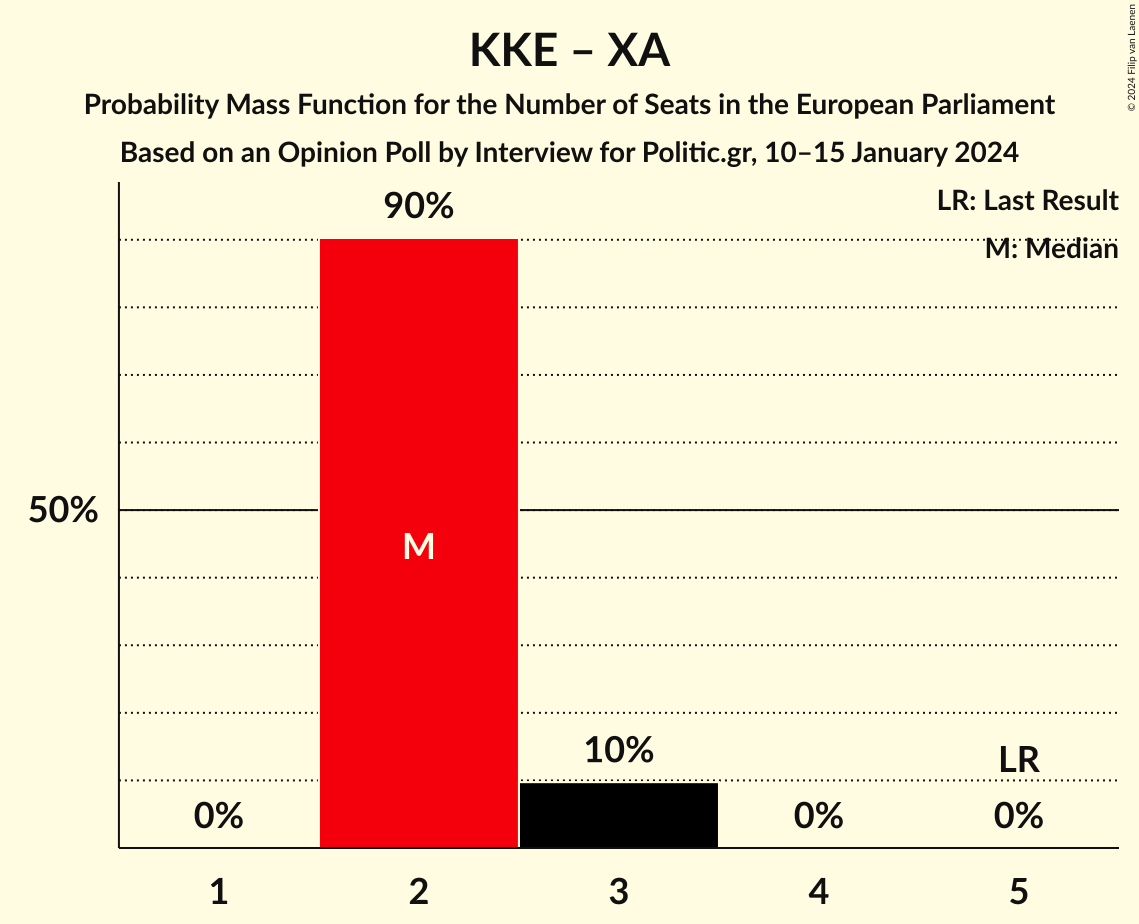 KKE – XA
Probability Mass Function for the Number of Seats in the European Parliament
Based on an Opinion Poll by Interview for Politic.gr, 10–15 January 2024
© 2024 Filip van Laenen
LR: Last Result
M: Median
90%
50%
M
10%
LR
0%
0%
0%
1
2
3
4
5